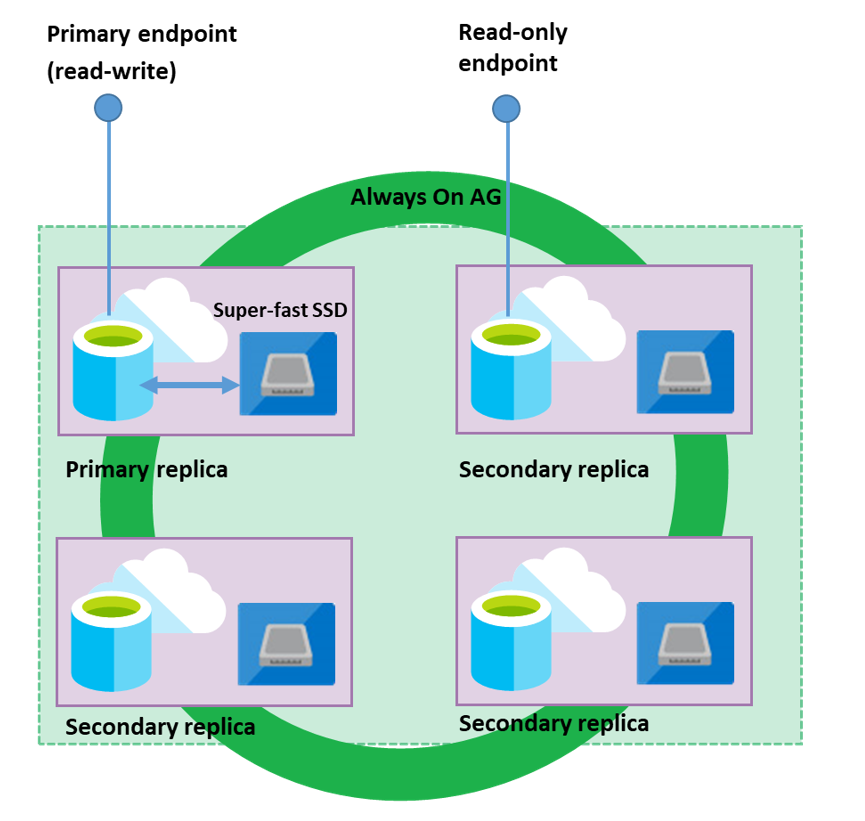 Primary endpoint
(read-write)
Read-only
endpoint
Always On AG
Super-fast SSD
Primary replica
Secondary replica
Secondary replica
Secondary replica